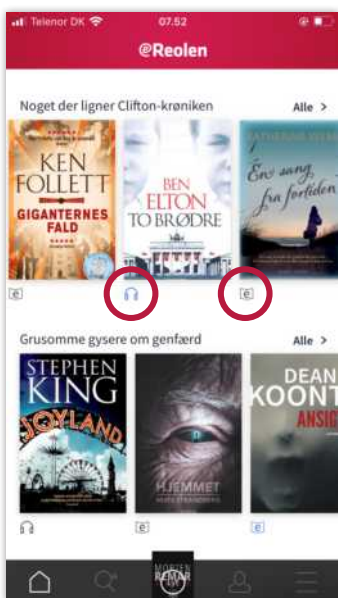 Telenor DK 07.52
@Reolen
Noget der ligner Clifton-krøniken Alle >
KEN
FOLLETT
GIGANTERNES
FALD
BEN
ELTON
TO BRØDRE
En sang
fra fortiden
e
e
Grusomme gysere om genfærd Alle >
STEPHEN
KING
JOYLAND
HJEMMET
DEAN
KOONT
ANSIG
e
e